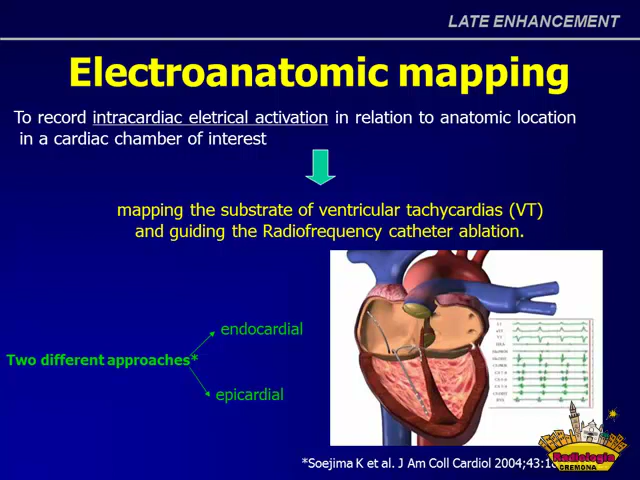 LATE ENHANCEMENT
Electroanatomic mapping
To record intracardiac eletrical activation in relation to anatomic location
in a cardiac chamber of interest
mapping the substrate of ventricular tachycardias (VT)
and guiding the Radiofrequency catheter ablation.
endocardial
Two different approaches*
epicardial
*Soejima K et al. J Am Coll Cardiol 2004;43:
Radiologia
CREMONA